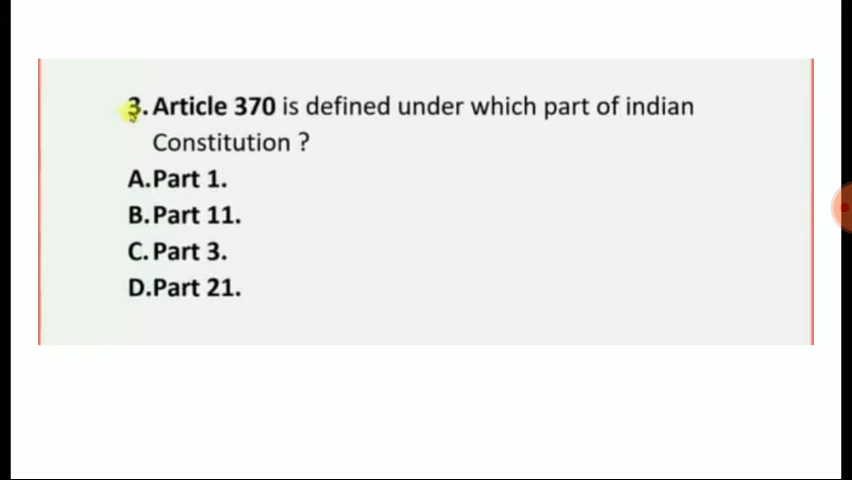 3. Article 370 is defined under which part of indian
Constitution ?
A.Part 1.
B.Part 11.
C.Part 3.
D.Part 21.